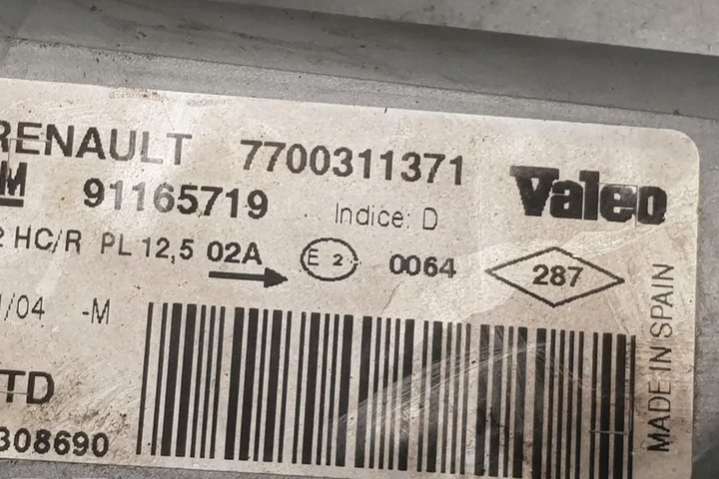 RENAULT 7700311371 Valeo
M 91165719 Indice: D
2 HC/R PL 12,5 02A E 2 0064 287
/04 -M
TD
308690
MADE IN SPAIN